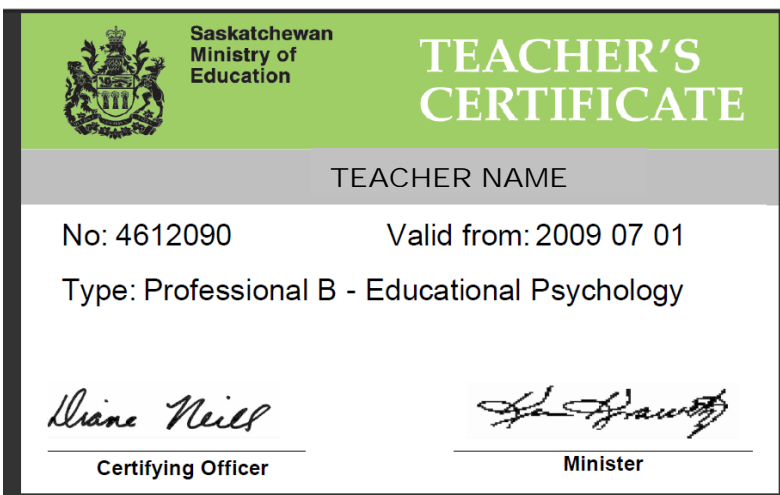 Saskatchewan
Ministry of
Education
TEACHER'S
CERTIFICATE
TEACHER NAME
No: 4612090 Valid from: 2009 07 01
Type: Professional B - Educational Psychology
Diane Neill
Certifying Officer
Minister